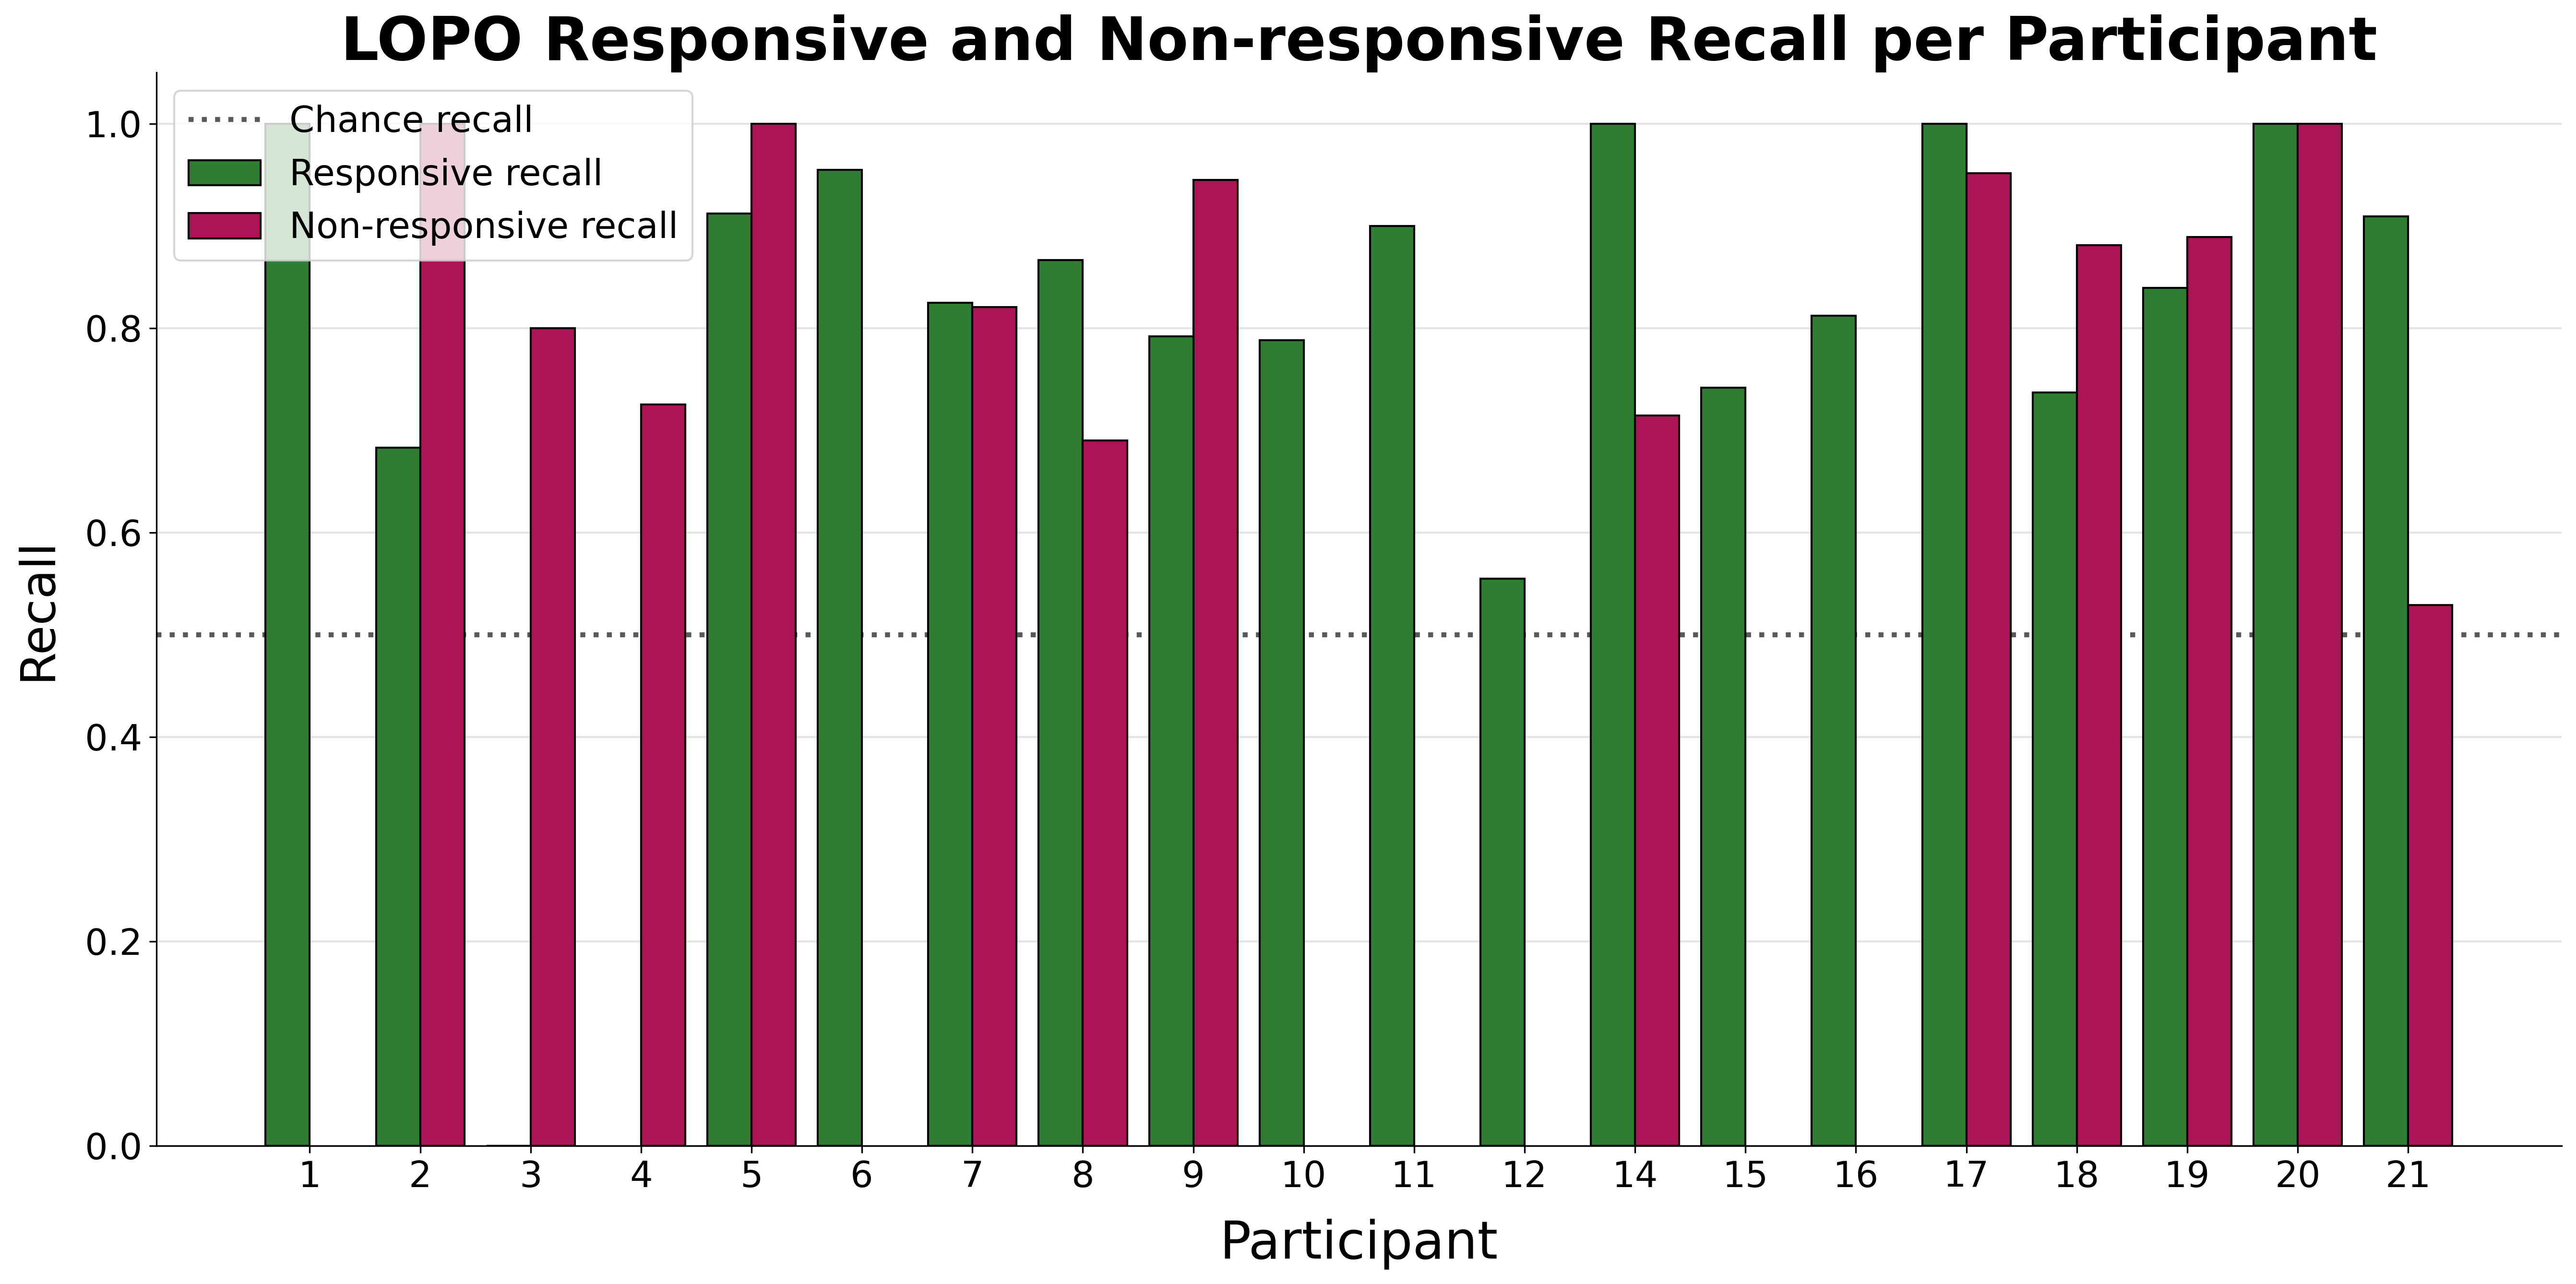 LOPO Responsive and Non-responsive Recall per Participant
Chance recall
Responsive recall
Non-responsive recall
Recall
1.0
0.8
0.6
0.4
0.2
0.0
1 2 3 4 5 6 7 8 9 10 11 12 14 15 16 17 18 19 20 21
Participant